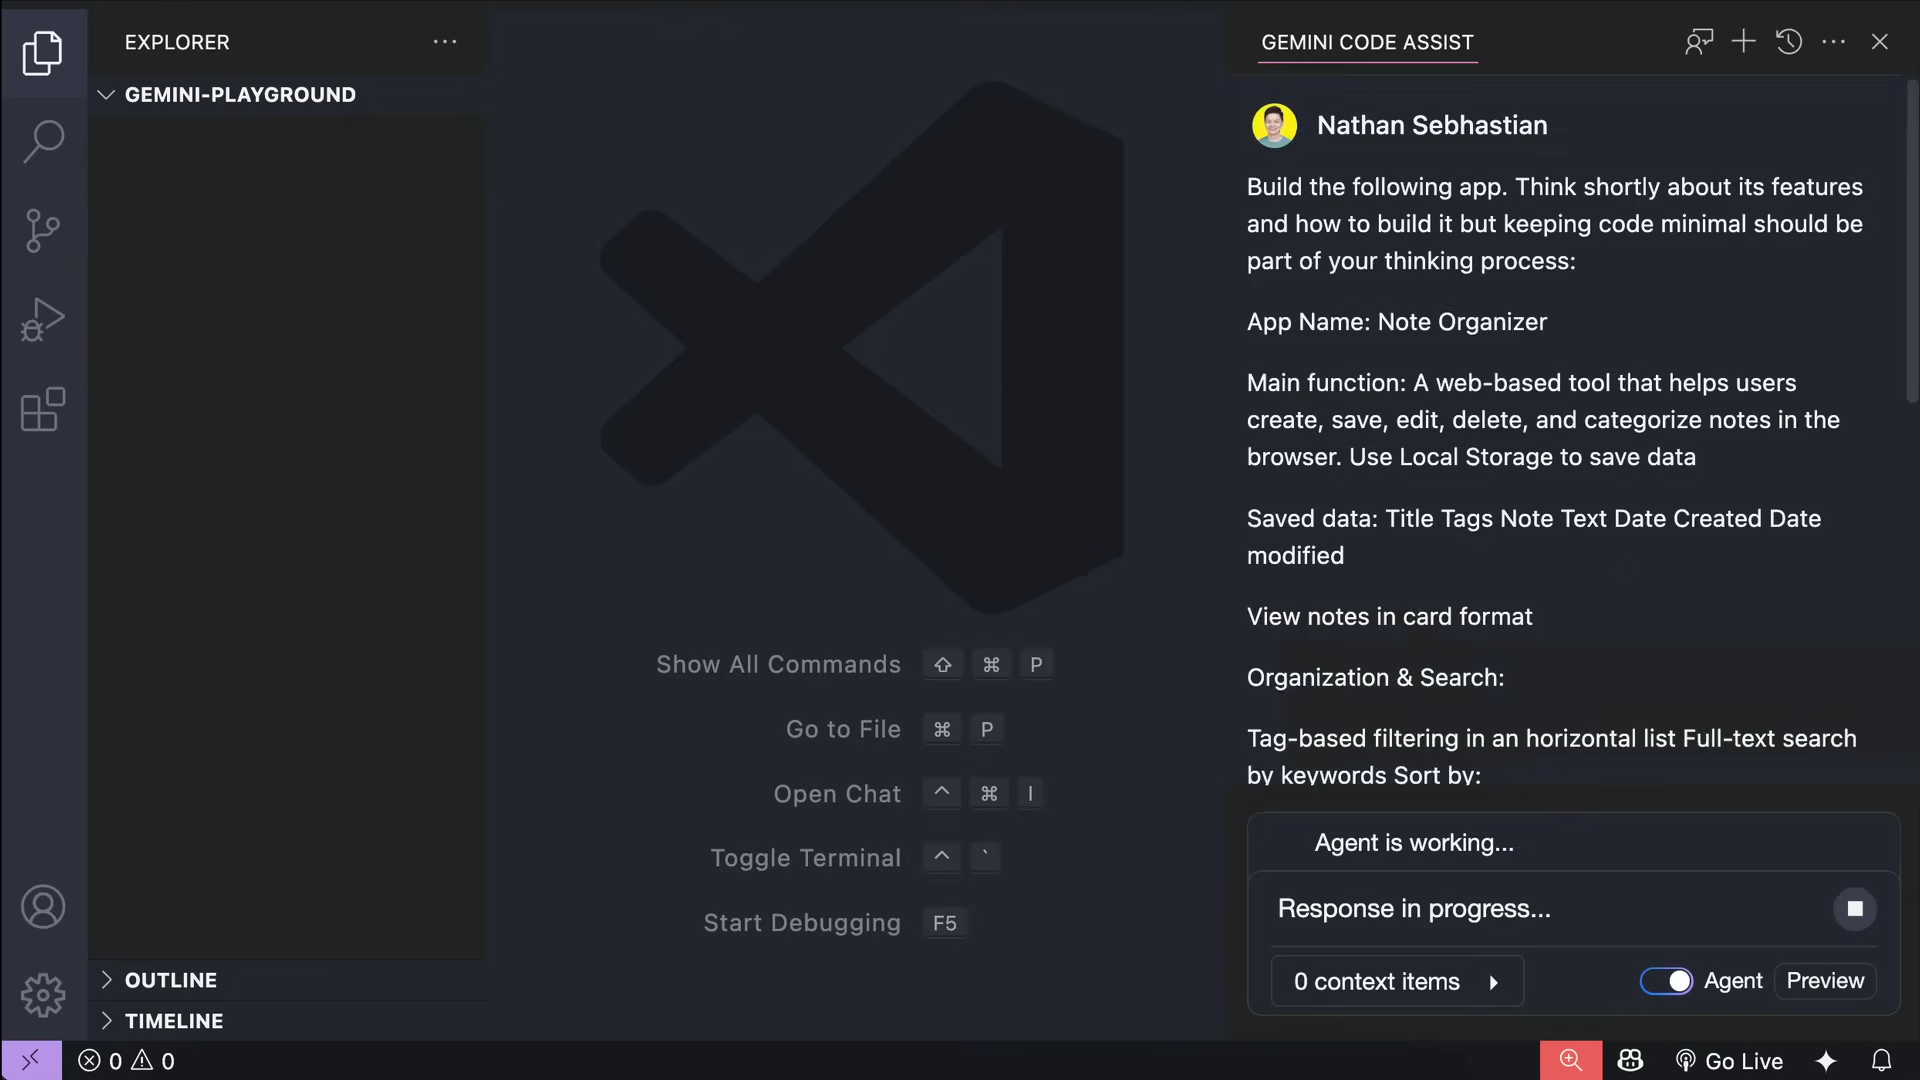 EXPLORER
GEMINI-PLAYGROUND
Show All Commands ⇧ ⌘ P
Go to File ⌘ P
Open Chat ^ ⌘ I
Toggle Terminal ^ `
Start Debugging F5
OUTLINE
TIMELINE
GEMINI CODE ASSIST
Nathan Sebhastian
Build the following app. Think shortly about its features
and how to build it but keeping code minimal should be
part of your thinking process:
App Name: Note Organizer
Main function: A web-based tool that helps users
create, save, edit, delete, and categorize notes in the
browser. Use Local Storage to save data
Saved data: Title Tags Note Text Date Created Date
modified
View notes in card format
Organization & Search:
Tag-based filtering in an horizontal list Full-text search
by keywords Sort by:
Agent is working...
Response in progress...
0 context items
Agent
Preview
0 0
Go Live